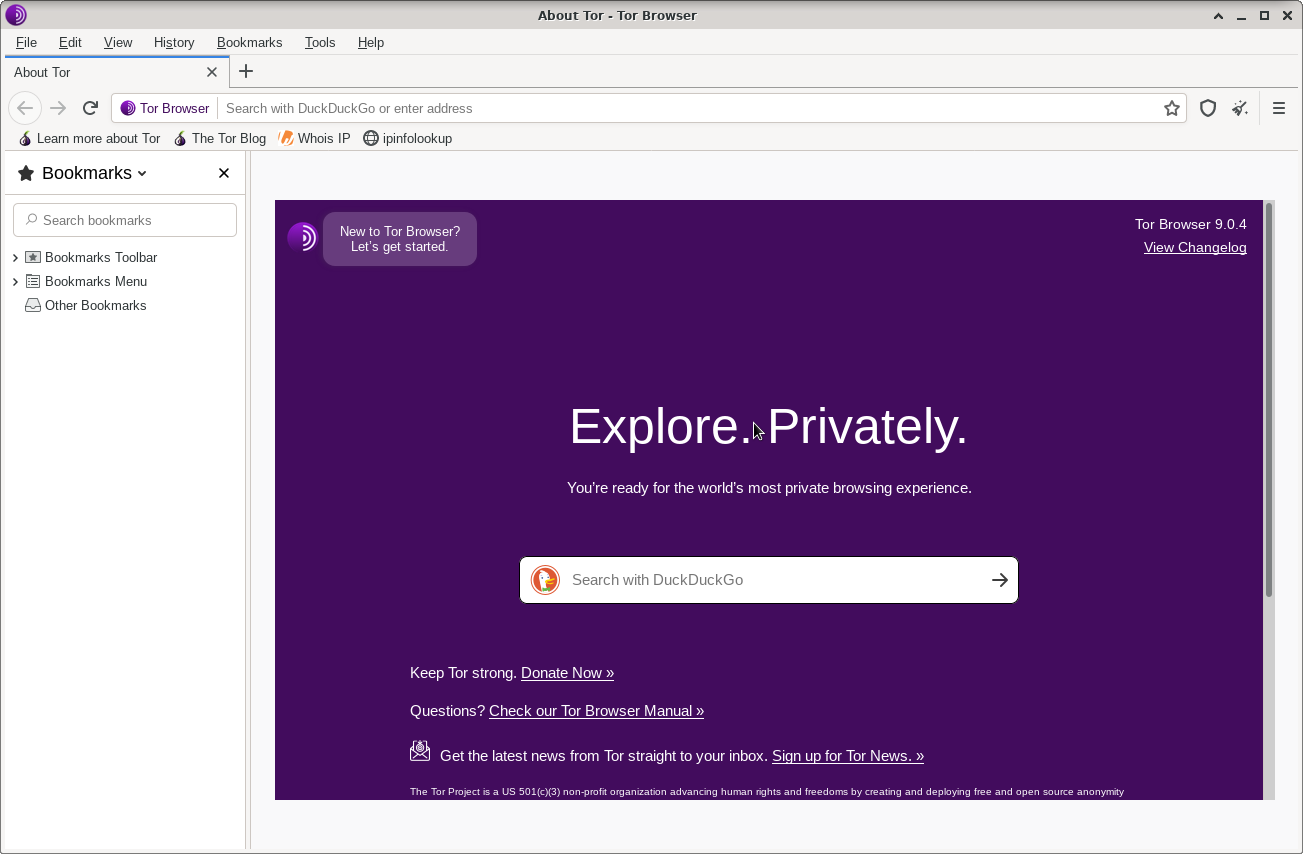 About Tor - Tor Browser
File Edit View History Bookmarks Tools Help
About Tor
Tor Browser Search with DuckDuckGo or enter address
Learn more about Tor The Tor Blog Whois IP ipinfolookup
Bookmarks
Search bookmarks
Bookmarks Toolbar
Bookmarks Menu
Other Bookmarks
New to Tor Browser?
Let’s get started.
Tor Browser 9.0.4
View Changelog
Explore. Privately.
You’re ready for the world’s most private browsing experience.
Search with DuckDuckGo
Keep Tor strong. Donate Now »
Questions? Check our Tor Browser Manual »
Get the latest news from Tor straight to your inbox. Sign up for Tor News. »
The Tor Project is a US 501(c)(3) non-profit organization advancing human rights and freedoms by creating and deploying free and open source anonymity